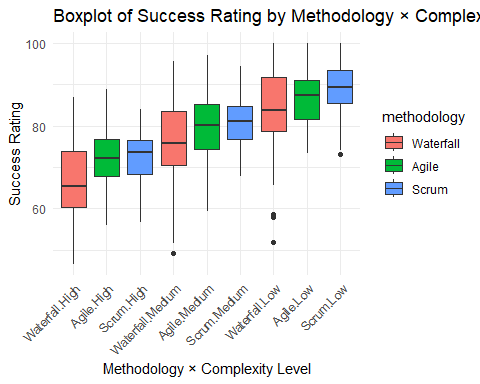 Boxplot of Success Rating by Methodology × Complex
100
80
60
Success Rating
Waterfall.High
Agile.High
Scrum.High
Waterfall.Medium
Agile.Medium
Scrum.Medium
Waterfall.Low
Agile.Low
Scrum.Low
Methodology × Complexity Level
methodology
Waterfall
Agile
Scrum